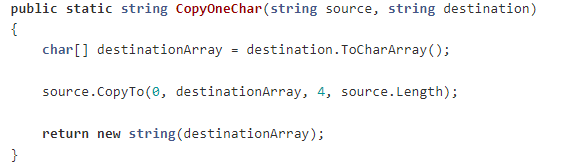 public static string CopyOneChar(string source, string destination)
{
    char[] destinationArray = destination.ToCharArray();
    source.CopyTo(0, destinationArray, 4, source.Length);
    return new string(destinationArray);
}